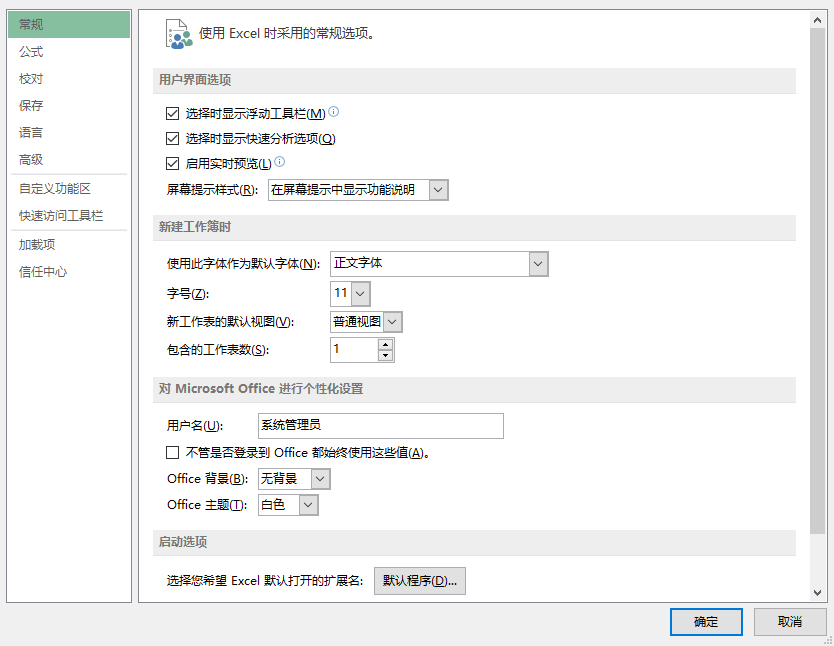 常规
公式
校对
保存
语言
高级
自定义功能区
快速访问工具栏
加载项
信任中心
使用 Excel 时采用的常规选项。
用户界面选项
选择时显示浮动工具栏(M)
选择时显示快速分析选项(Q)
启用实时预览(L)
屏幕提示样式(R): 在屏幕提示中显示功能说明
新建工作簿时
使用此字体作为默认字体(N): 正文字体
字号(Z): 11
新工作表的默认视图(V): 普通视图
包含的工作表数(S): 1
对 Microsoft Office 进行个性化设置
用户名(U): 系统管理员
不管是否登录到 Office 都始终使用这些值(A)。
Office 背景(B): 无背景
Office 主题(T): 白色
启动选项
选择您希望 Excel 默认打开的扩展名: 默认程序(D)...
确定 取消